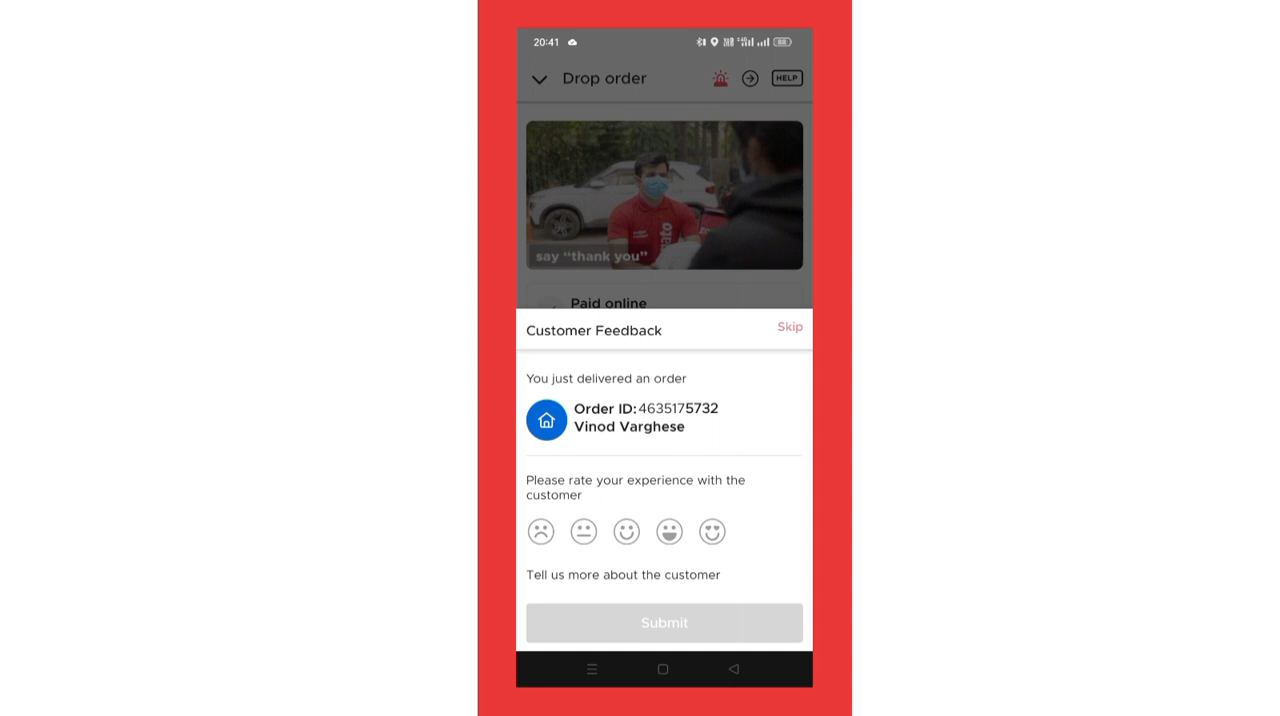 20:41
Drop order
HELP
ato
say “thank you”
Paid online
Customer Feedback
Skip
You just delivered an order
Order ID:4635175732
Vinod Varghese
Please rate your experience with the
customer
Tell us more about the customer
Submit